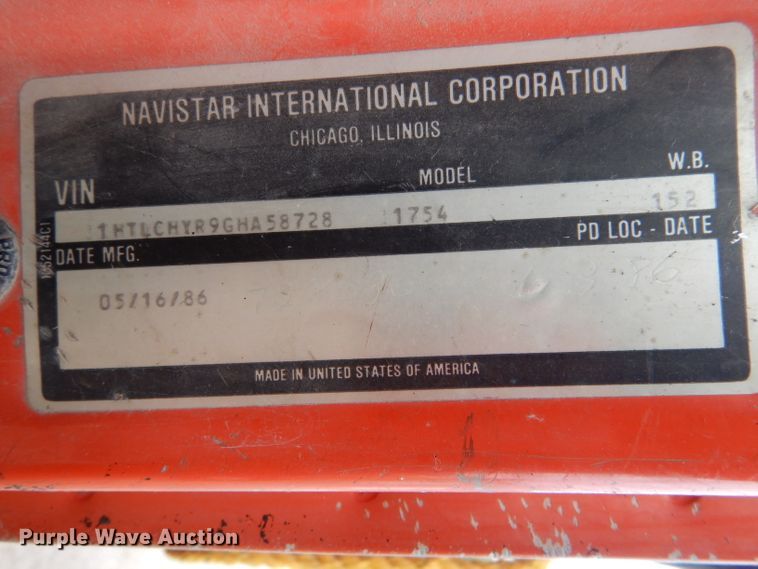 NAVISTAR INTERNATIONAL CORPORATION
CHICAGO, ILLINOIS
VIN MODEL W.B.
1HTLCHYR9GHA58728 1754 152
DATE MFG. PD LOC - DATE
05/16/86
MADE IN UNITED STATES OF AMERICA
1652144C1
Purple Wave Auction